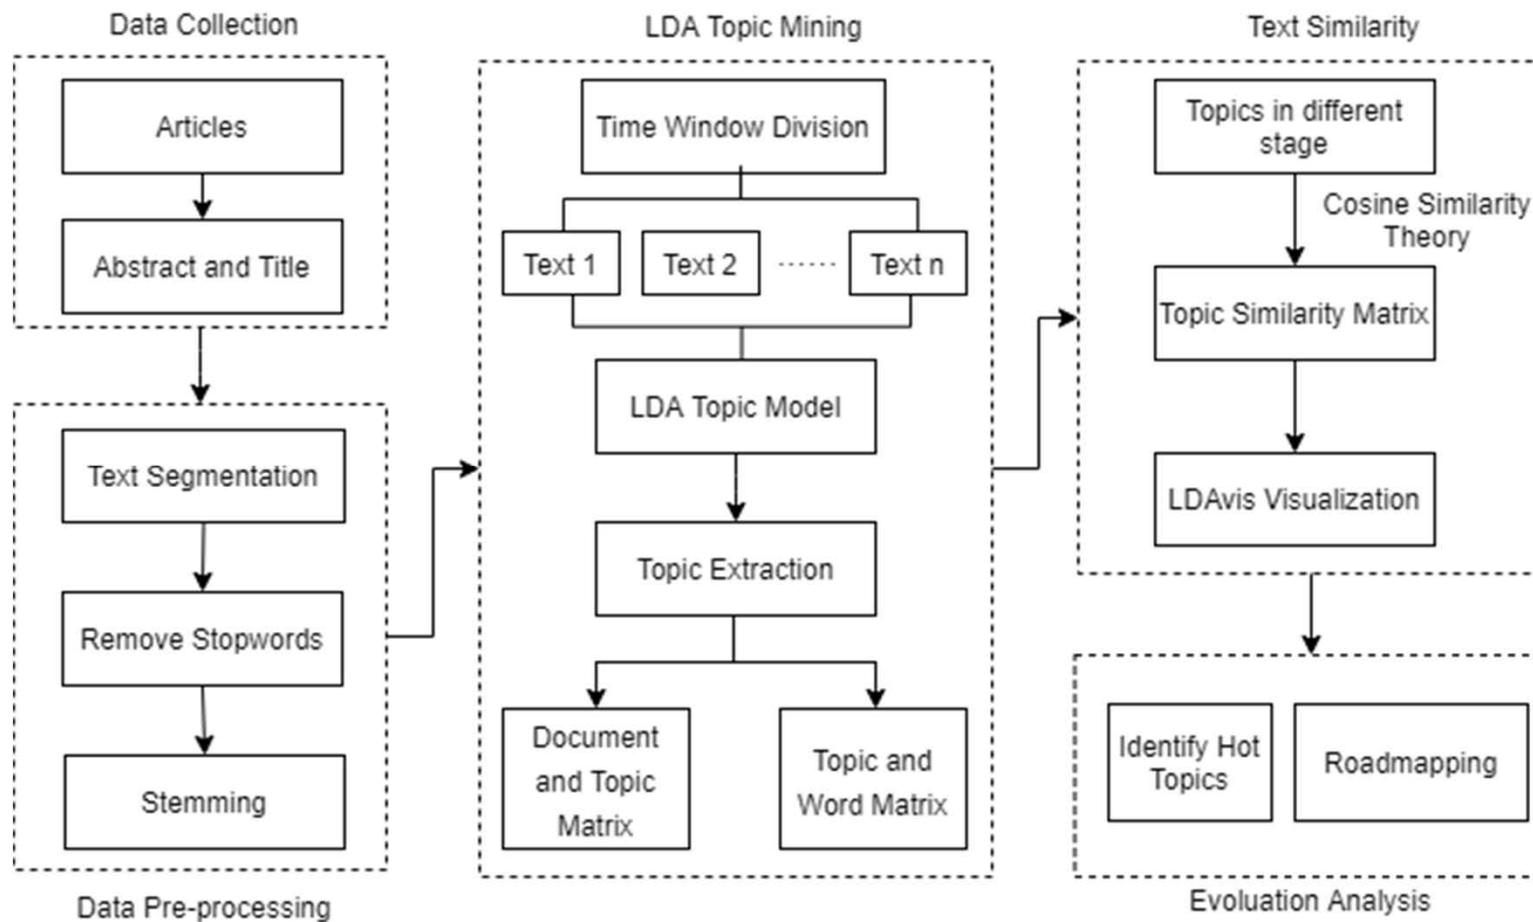 Data Collection
Articles
Abstract and Title
Text Segmentation
Remove Stopwords
Stemming
Data Pre-processing
LDA Topic Mining
Time Window Division
Text 1
Text 2
Text n
LDA Topic Model
Topic Extraction
Document
and Topic
Matrix
Topic and
Word Matrix
Text Similarity
Topics in different
stage
Cosine Similarity
Theory
Topic Similarity Matrix
LDAvis Visualization
Identify Hot
Topics
Roadmapping
Evoluation Analysis